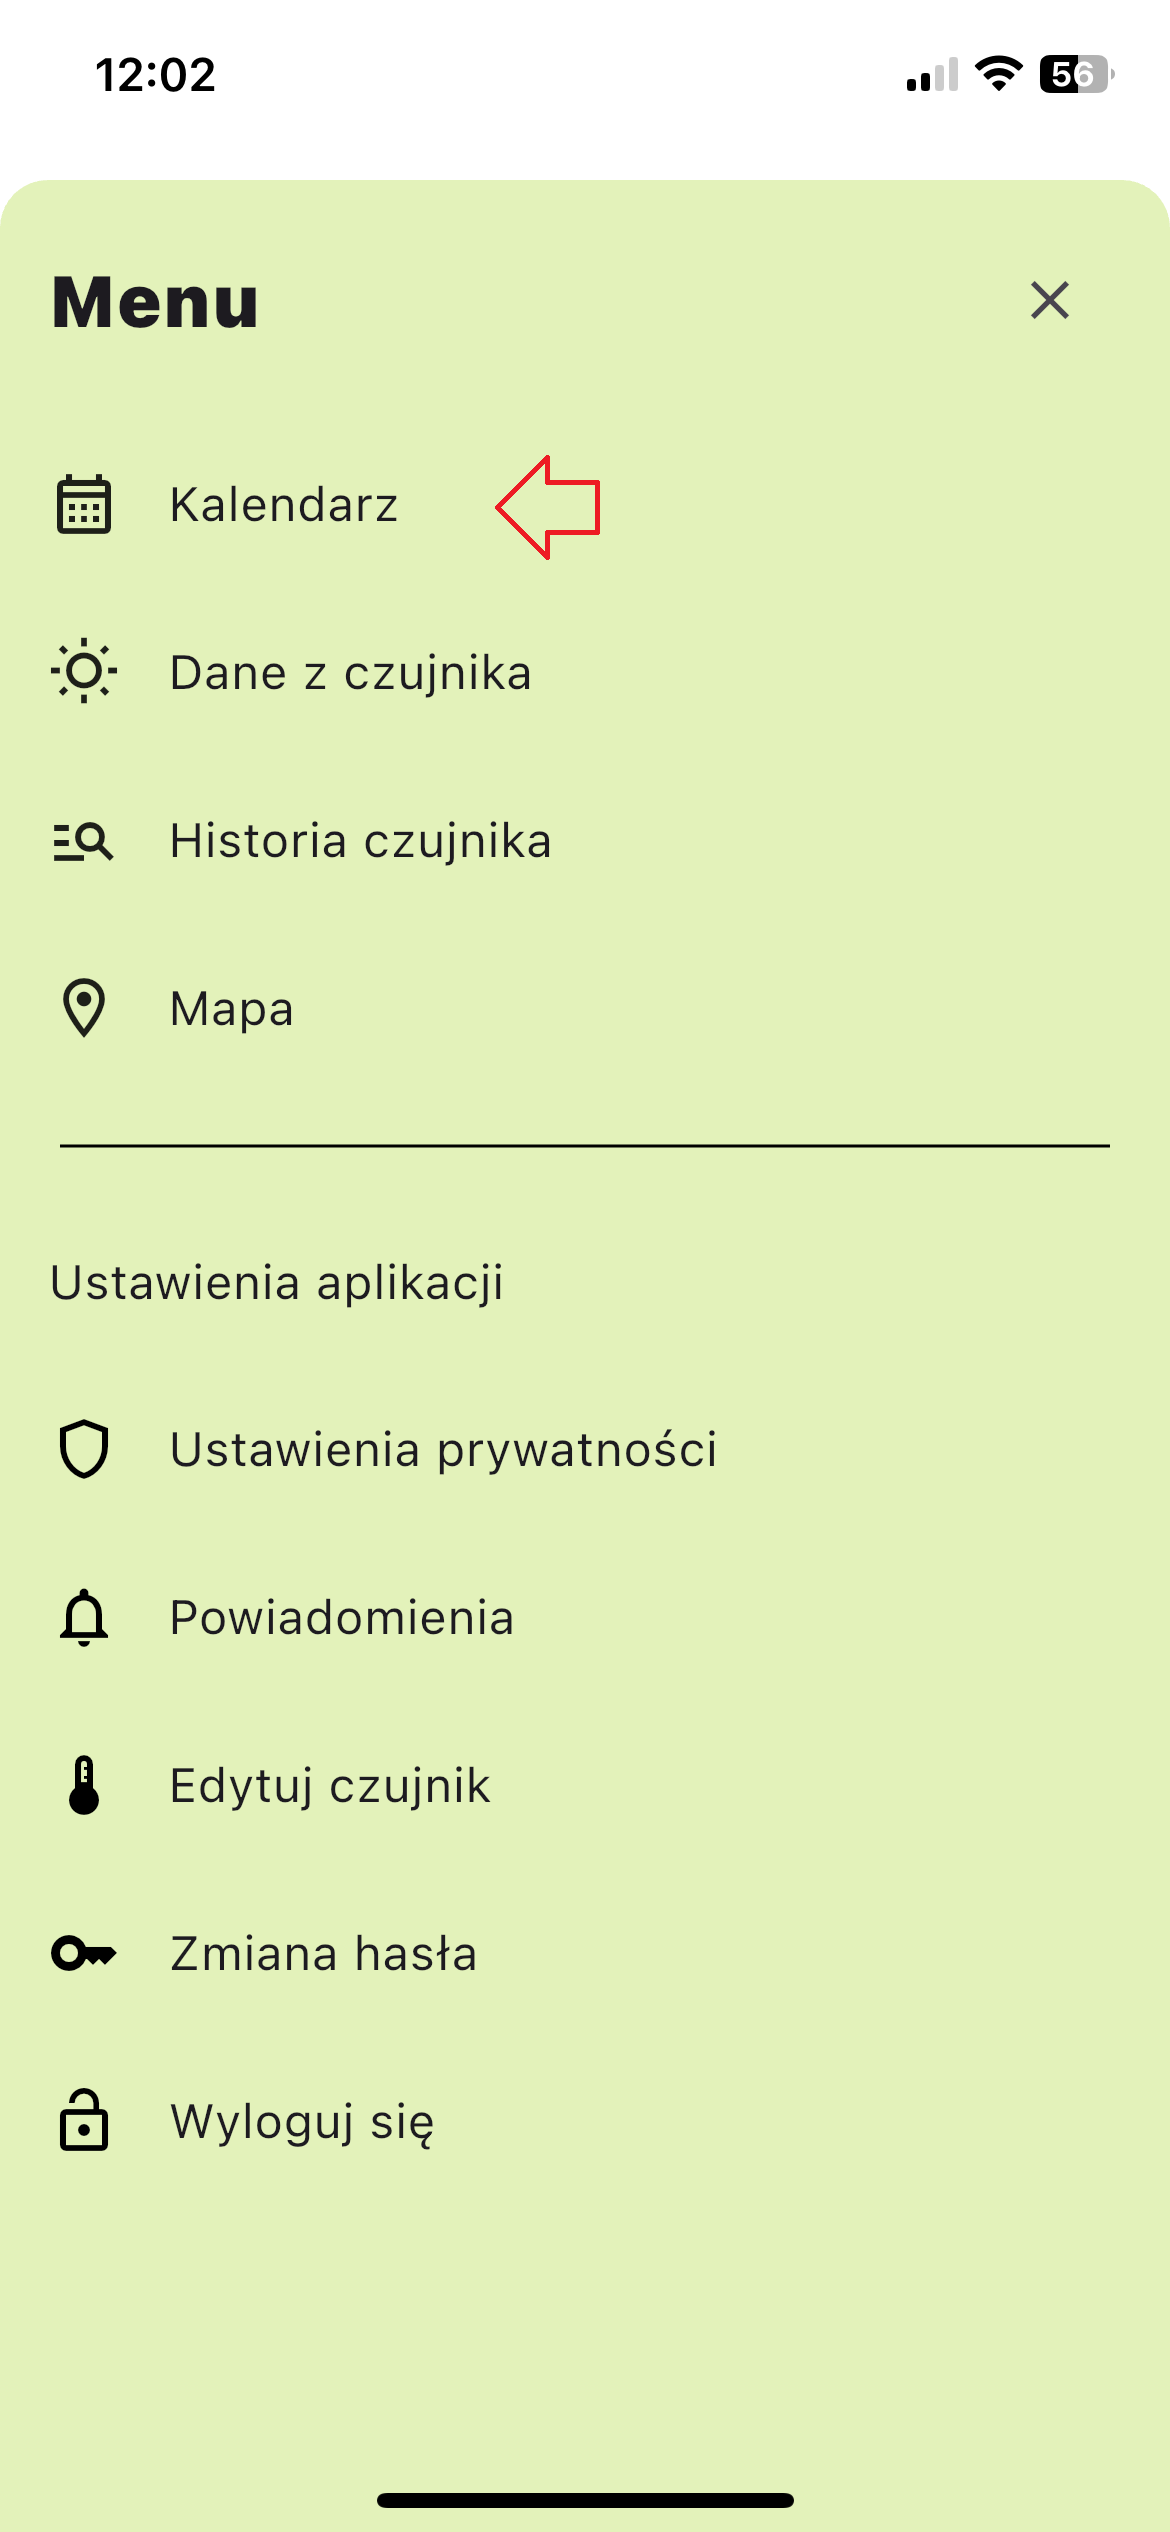 12:02
56
Menu
Kalendarz
Dane z czujnika
Historia czujnika
Mapa
Ustawienia aplikacji
Ustawienia prywatności
Powiadomienia
Edytuj czujnik
Zmiana hasła
Wyloguj się